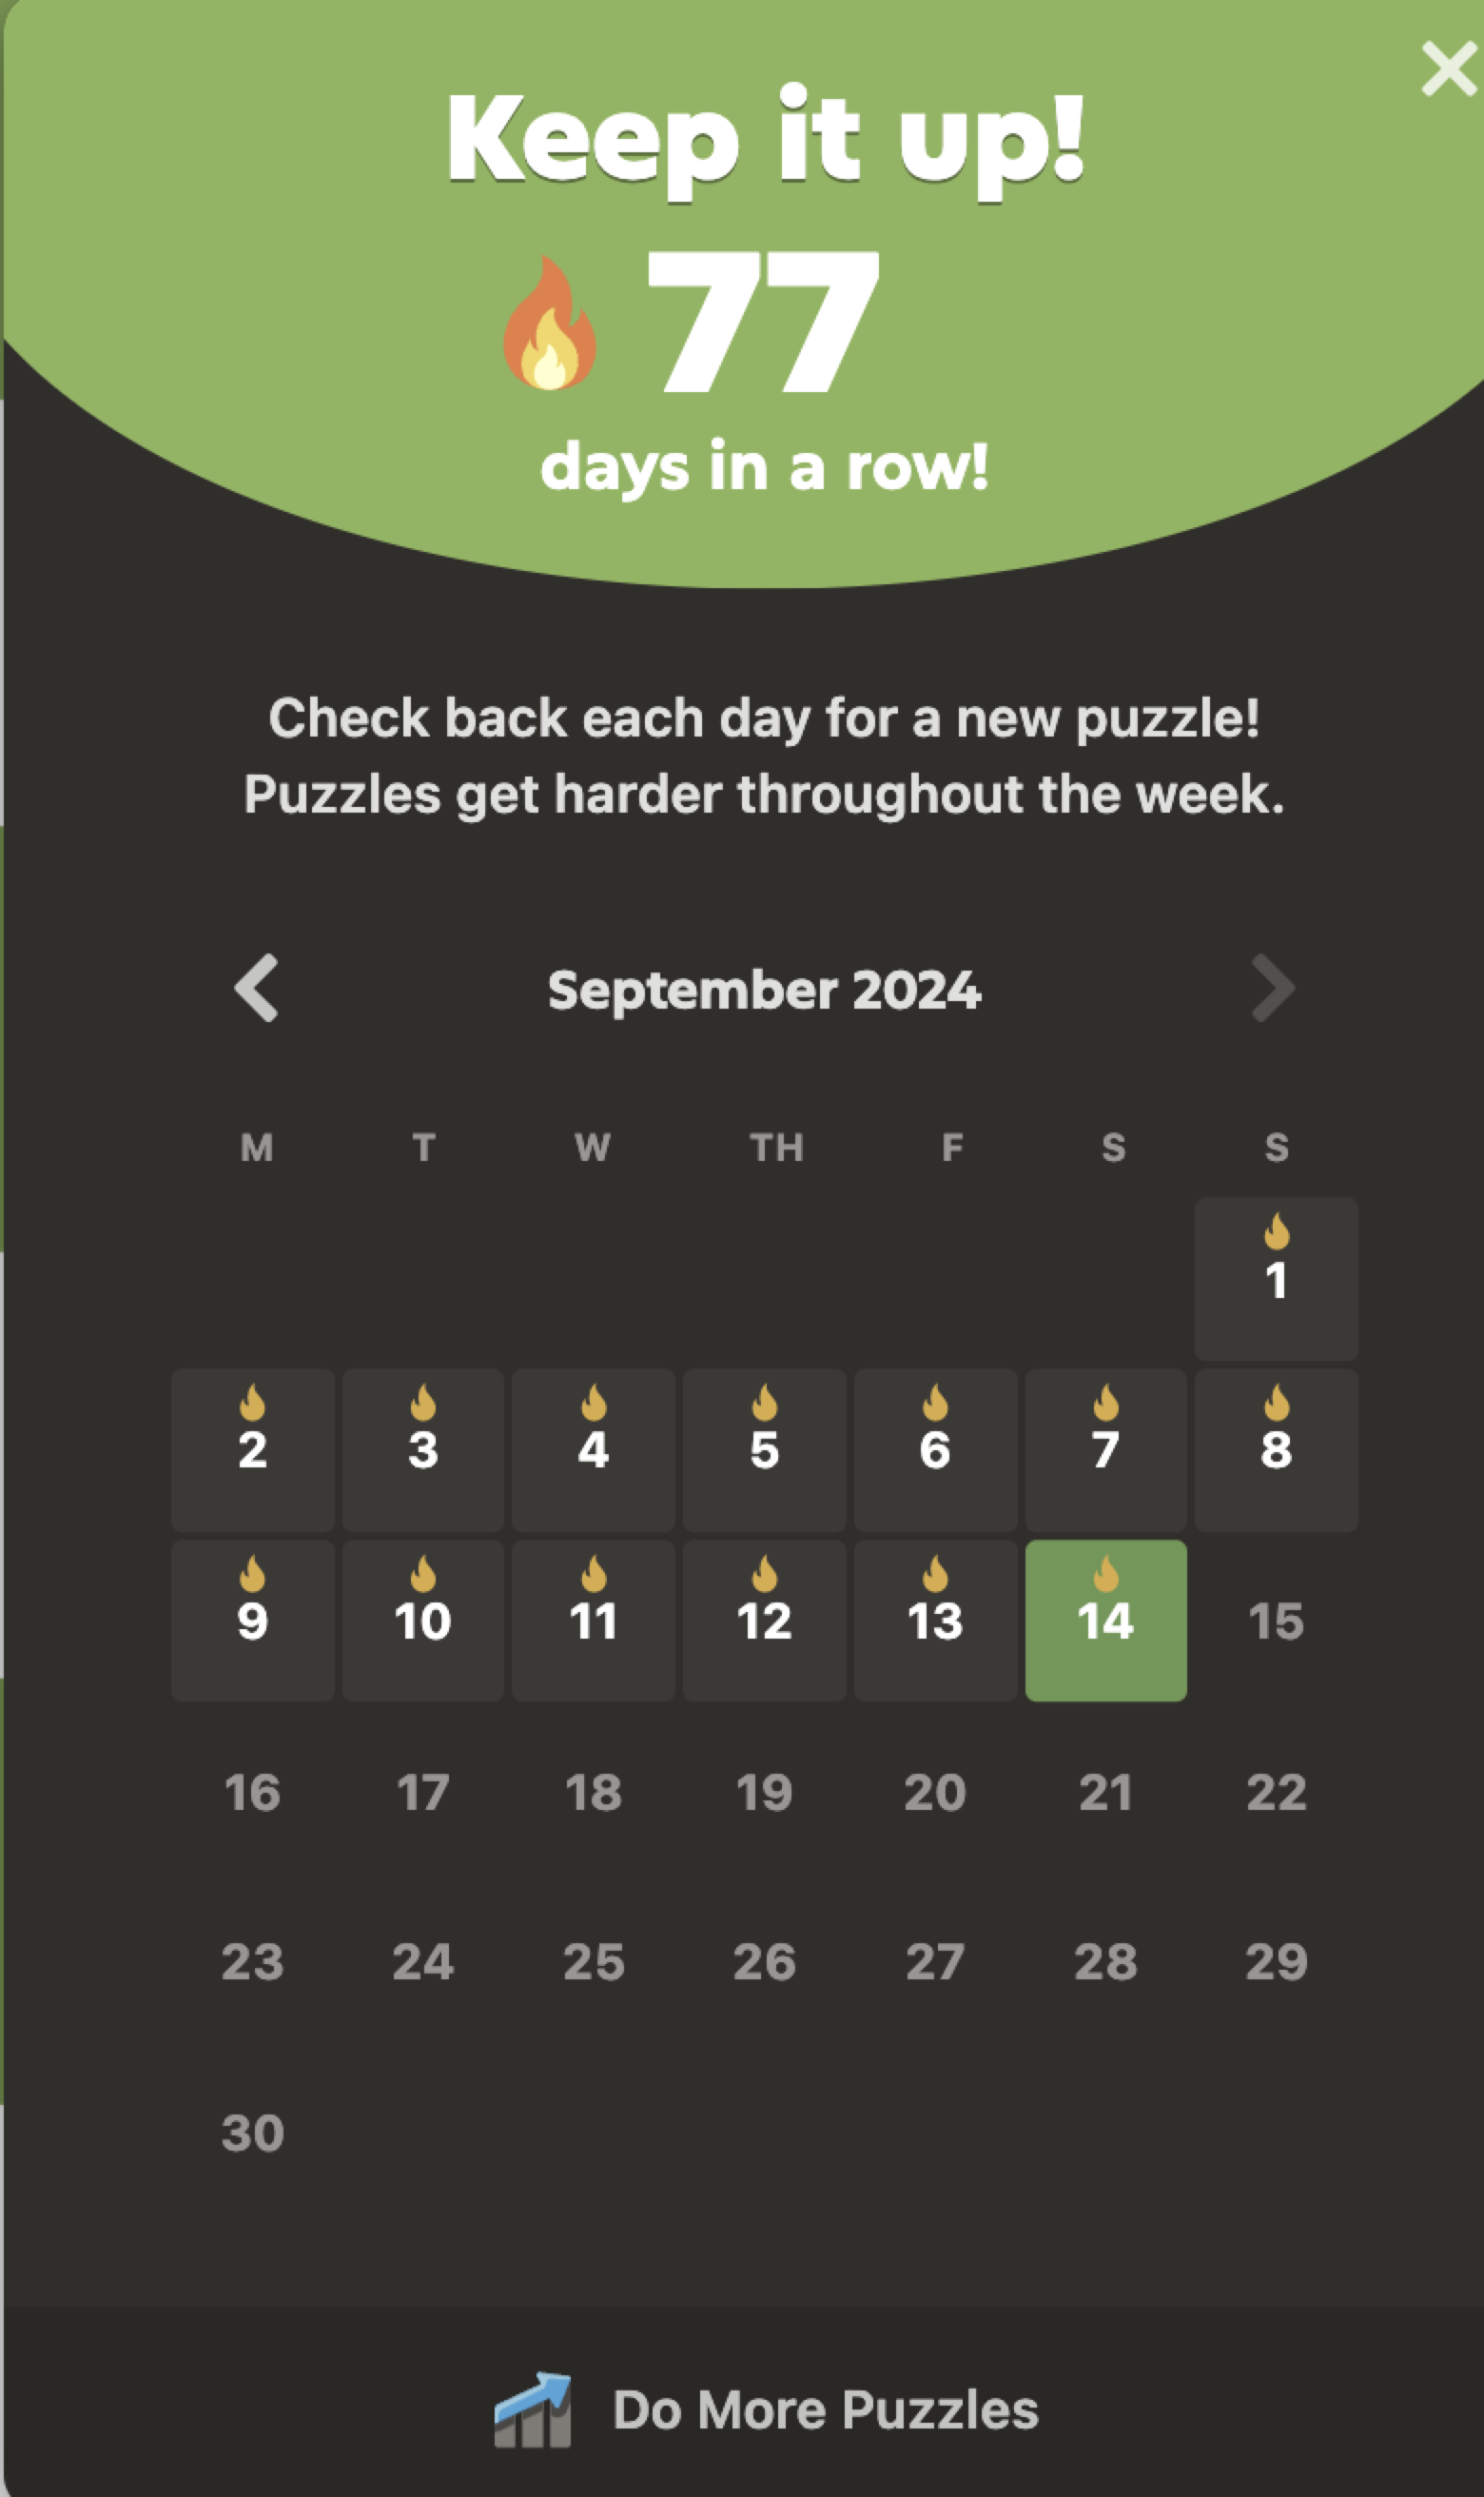 Keep it up!
77
days in a row!
Check back each day for a new puzzle!
Puzzles get harder throughout the week.
September 2024
M T W TH F S S
1
2 3 4 5 6 7 8
9 10 11 12 13 14 15
16 17 18 19 20 21 22
23 24 25 26 27 28 29
30
Do More Puzzles